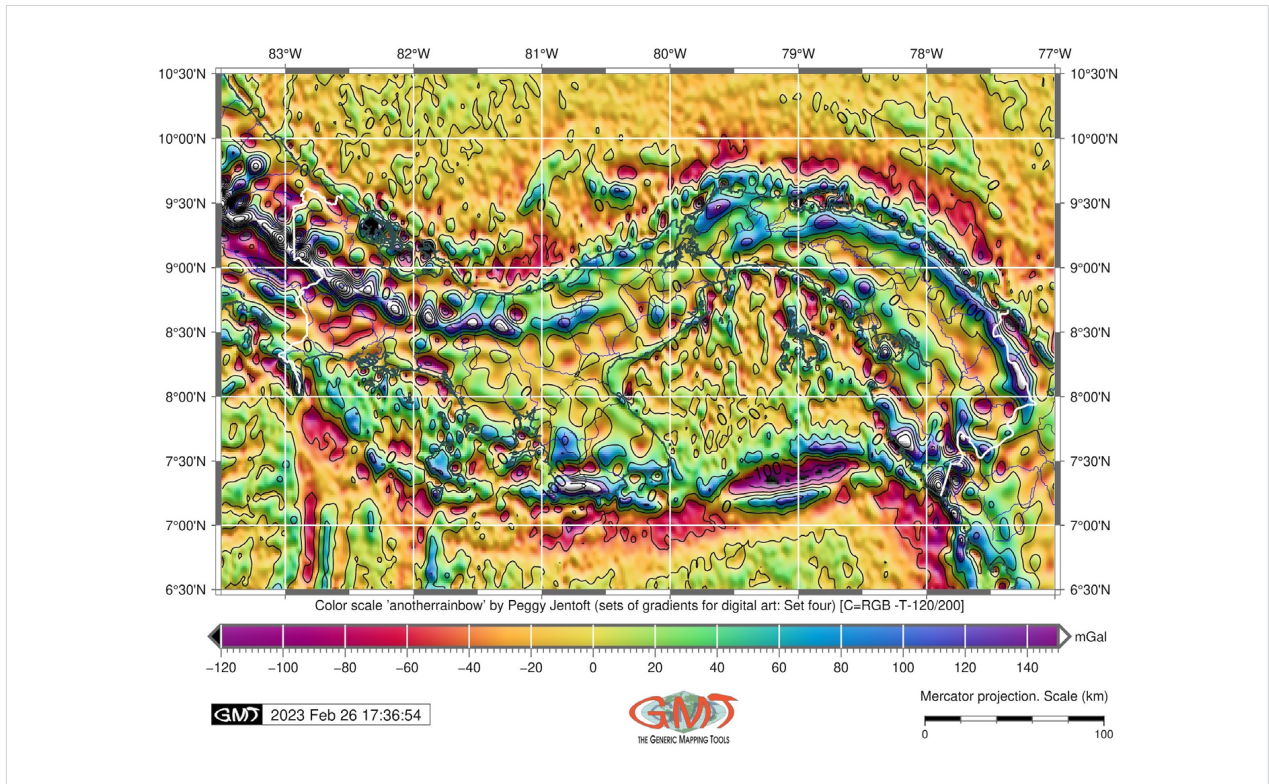 83°W 82°W 81°W 80°W 79°W 78°W 77°W
10°30'N 10°30'N
10°00'N 10°00'N
9°30'N 9°30'N
9°00'N 9°00'N
8°30'N 8°30'N
8°00'N 8°00'N
7°30'N 7°30'N
100
7°00'N 7°00'N
6°30'N 6°30'N
Color scale 'anotherrainbow' by Peggy Jentoft (sets of gradients for digital art: Set four) [C=RGB -T-120/200]
mGal
−120 −100 −80 −60 −40 −20 0 20 40 60 80 100 120 140
GMT 2023 Feb 26 17:36:54
GMT
THE GENERIC MAPPING TOOLS
Mercator projection. Scale (km)
0 100